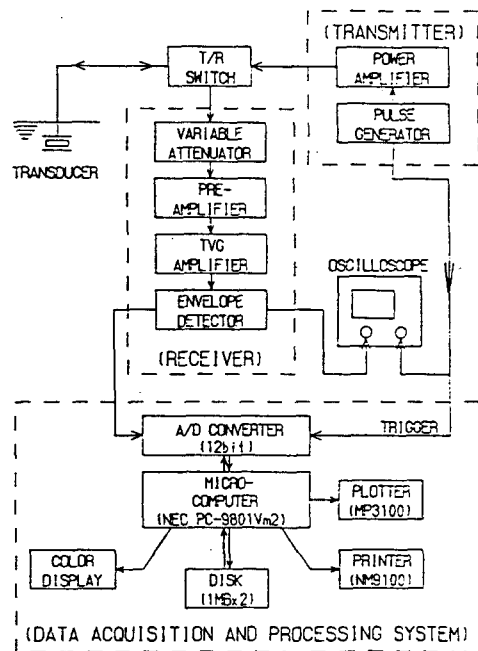 (TRANSMITTER)
T/R
SWITCH
POWER
AMPLIFIER
PULSE
GENERATOR
TRANSDUCER
VARIABLE
ATTENUATOR
PRE-
AMPLIFIER
TVG
AMPLIFIER
ENVELOPE
DETECTOR
(RECEIVER)
OSCILLOSCOPE
TRIGGER
A/D CONVERTER
(12bit)
MICRO-
COMPUTER
(NEC PC-9801Vm2)
PLOTTER
(MP3100)
COLOR
DISPLAY
DISK
(1MBx2)
PRINTER
(NM9100)
(DATA ACQUISITION AND PROCESSING SYSTEM)